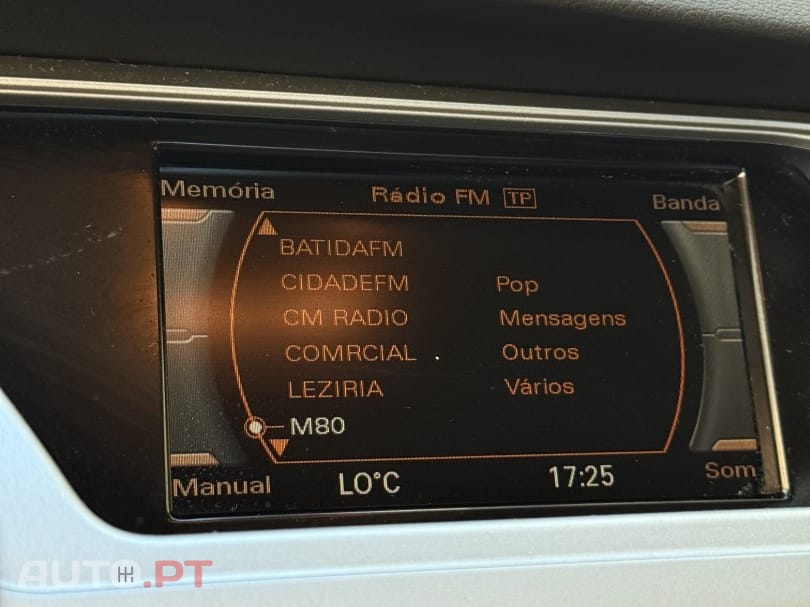 Memória Rádio FM TP Banda
BATIDAFM
CIDADEFM Pop
CM RADIO Mensagens
COMRCIAL Outros
LEZIRIA Vários
M80
Manual LO°C 17:25 Som
AUTO.PT